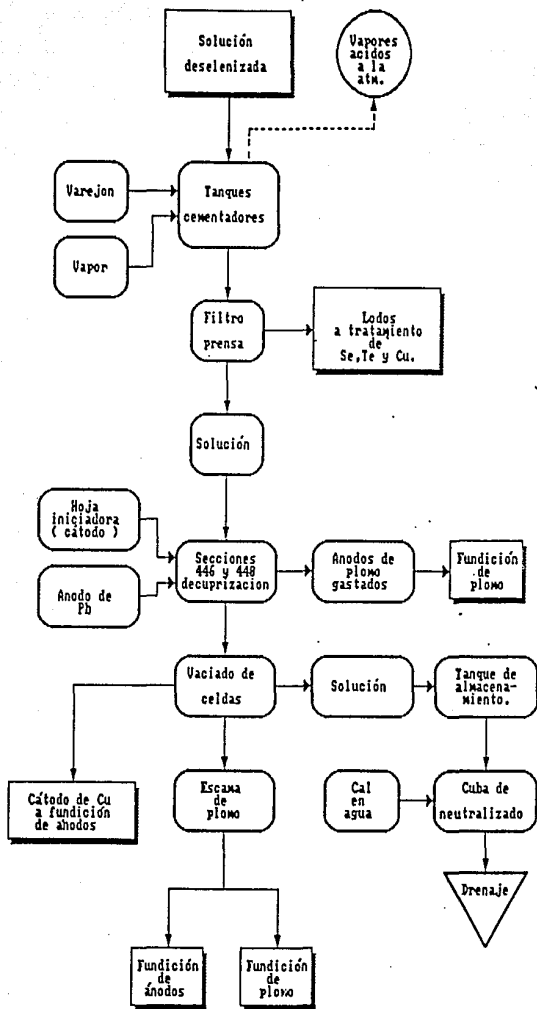 Solución
deselenizada
Vapores
acidos
a la
atm.
Varejon
Tanques
cementadores
Vapor
Filtro
prensa
Lodos
a tratamiento
de
Se,Te y Cu.
Solución
Hoja
iniciadora
( cátodo )
Anodo de
Pb
Secciones
446 y 448
decuprizacion
Anodos de
plomo
gastados
Fundición
de
plomo
Vaciado de
celdas
Solución
Tanque de
almacena-
miento.
Cátodo de Cu
a fundición
de ahodos
Escama
de
plomo
Cal
en
agua
Cuba de
neutralizado
Drenaje
Fundición
de
ánodos
Fundición
de
plomo